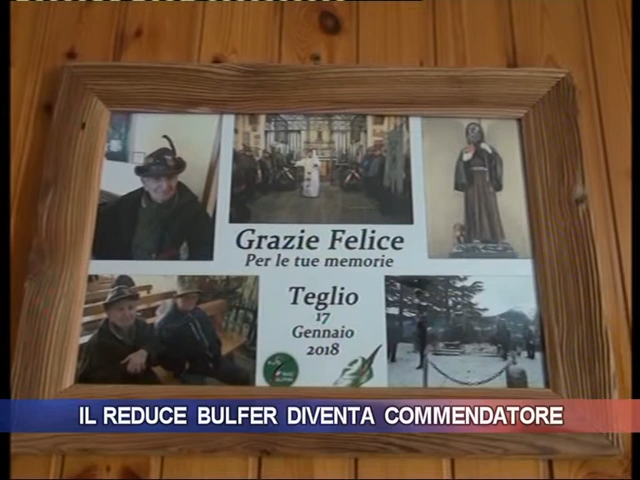 Grazie Felice
Per le tue memorie
Teglio
17
Gennaio
2018
IL REDUCE BULFER DIVENTA COMMENDATORE